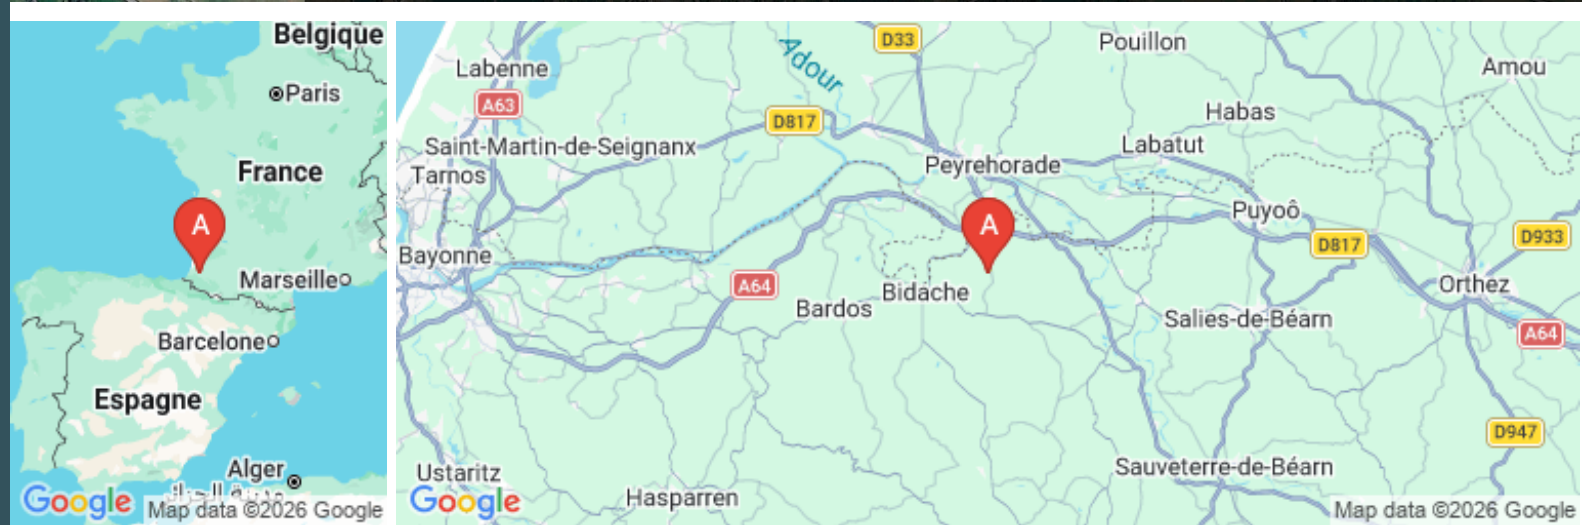 Belgique
Paris
France
A
Marseille
Barcelone
Espagne
Alger
Google
Map data ©2026 Google
D33
Pouillon
Adour
Labenne
Amou
A63
Habas
D817
Saint-Martin-de-Seignanx
Labatut
Peyrehorade
Tarnos
Puyoô
A
D817
D933
Bayonne
A64
Bidache
Orthez
Bardos
Salies-de-Béarn
A64
D947
Ustaritz
Sauveterre-de-Béarn
Hasparren
Google
Map data ©2026 Google